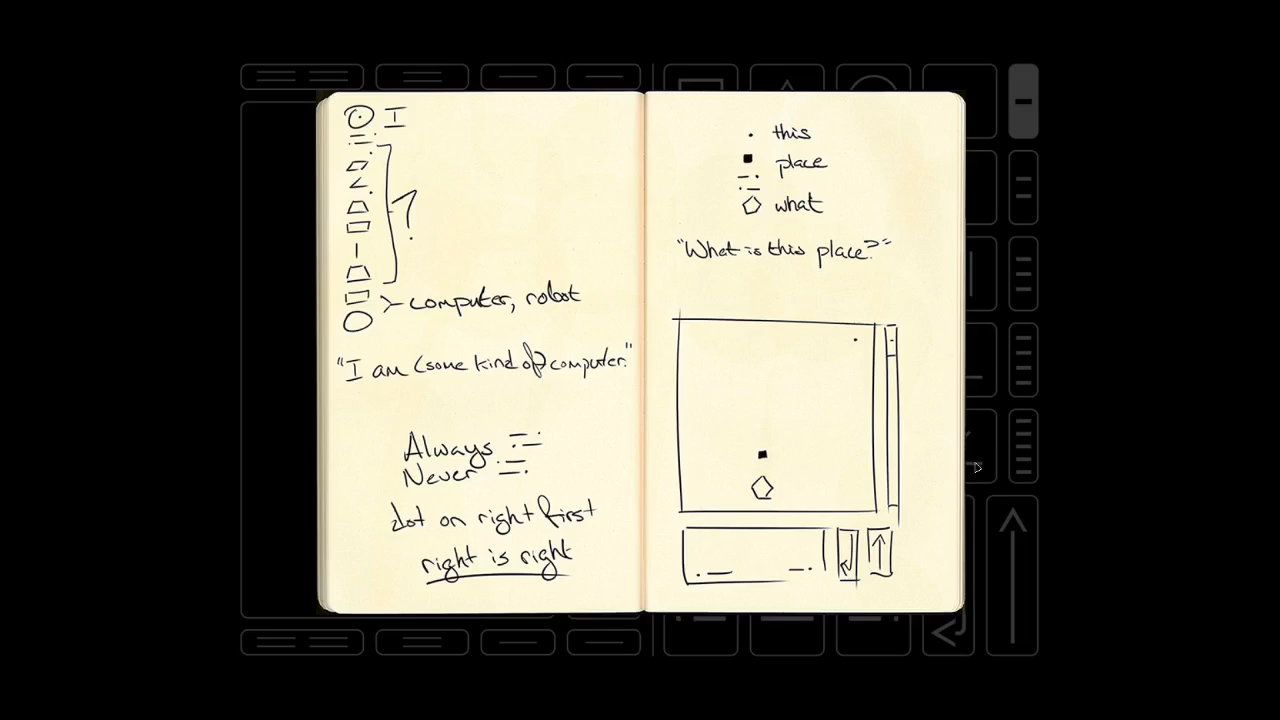 I
?
computer, robot
"I am (some kind of) computer."
Always
Never
dot on right first
right is right
this
place
what
"What is this place?"